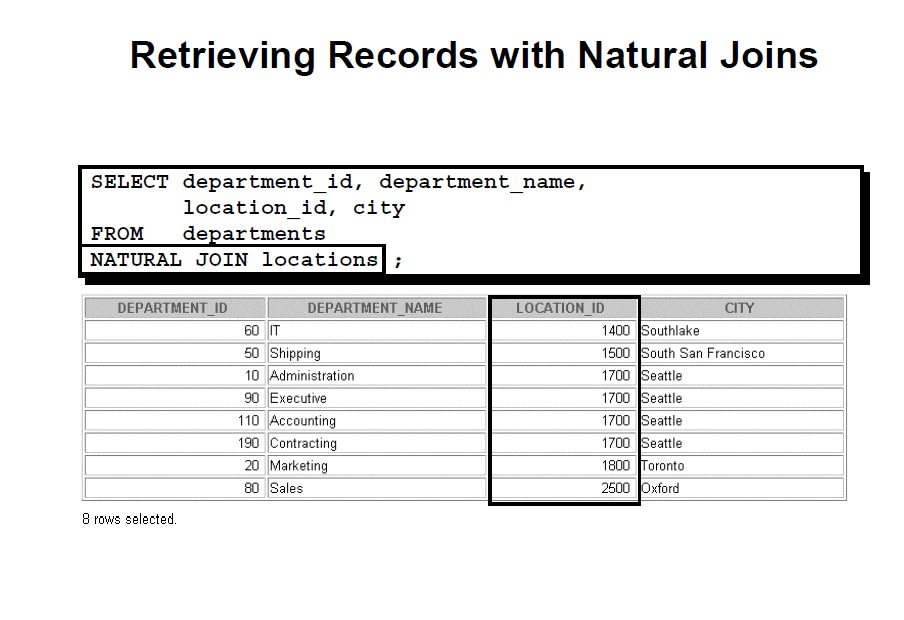 Retrieving Records with Natural Joins
SELECT department_id, department_name,
location_id, city
FROM departments
NATURAL JOIN locations ;
DEPARTMENT_ID DEPARTMENT_NAME LOCATION_ID CITY
60 IT 1400 Southlake
50 Shipping 1500 South San Francisco
10 Administration 1700 Seattle
90 Executive 1700 Seattle
110 Accounting 1700 Seattle
190 Contracting 1700 Seattle
20 Marketing 1800 Toronto
80 Sales 2500 Oxford
8 rows selected.